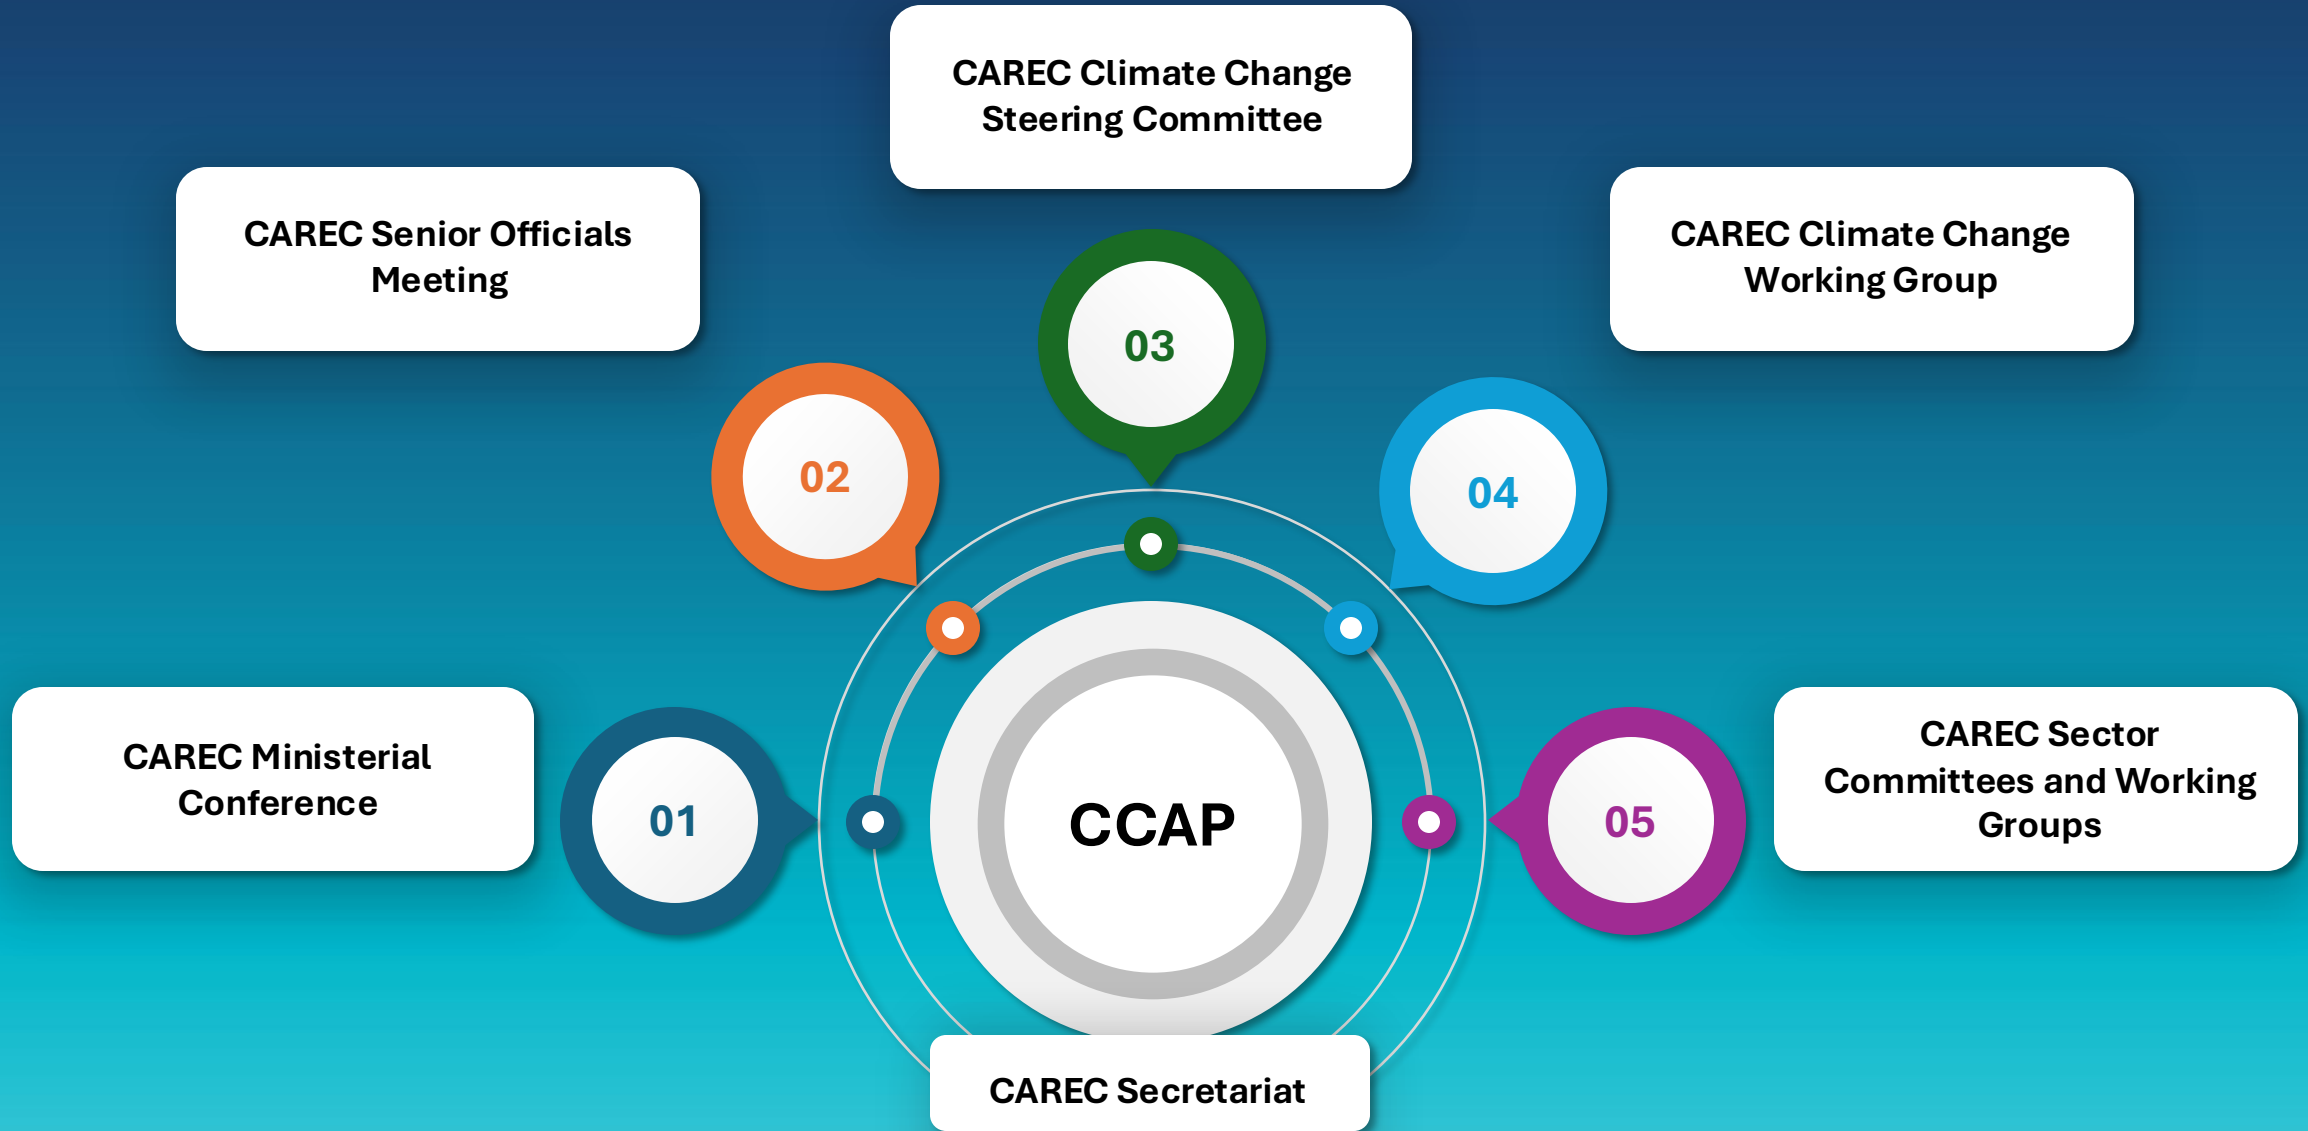 CAREC Climate Change
Steering Committee
CAREC Senior Officials
Meeting
CAREC Climate Change
Working Group
03
02
04
CAREC Ministerial
Conference
01
CCAP
05
CAREC Sector
Committees and Working
Groups
CAREC Secretariat